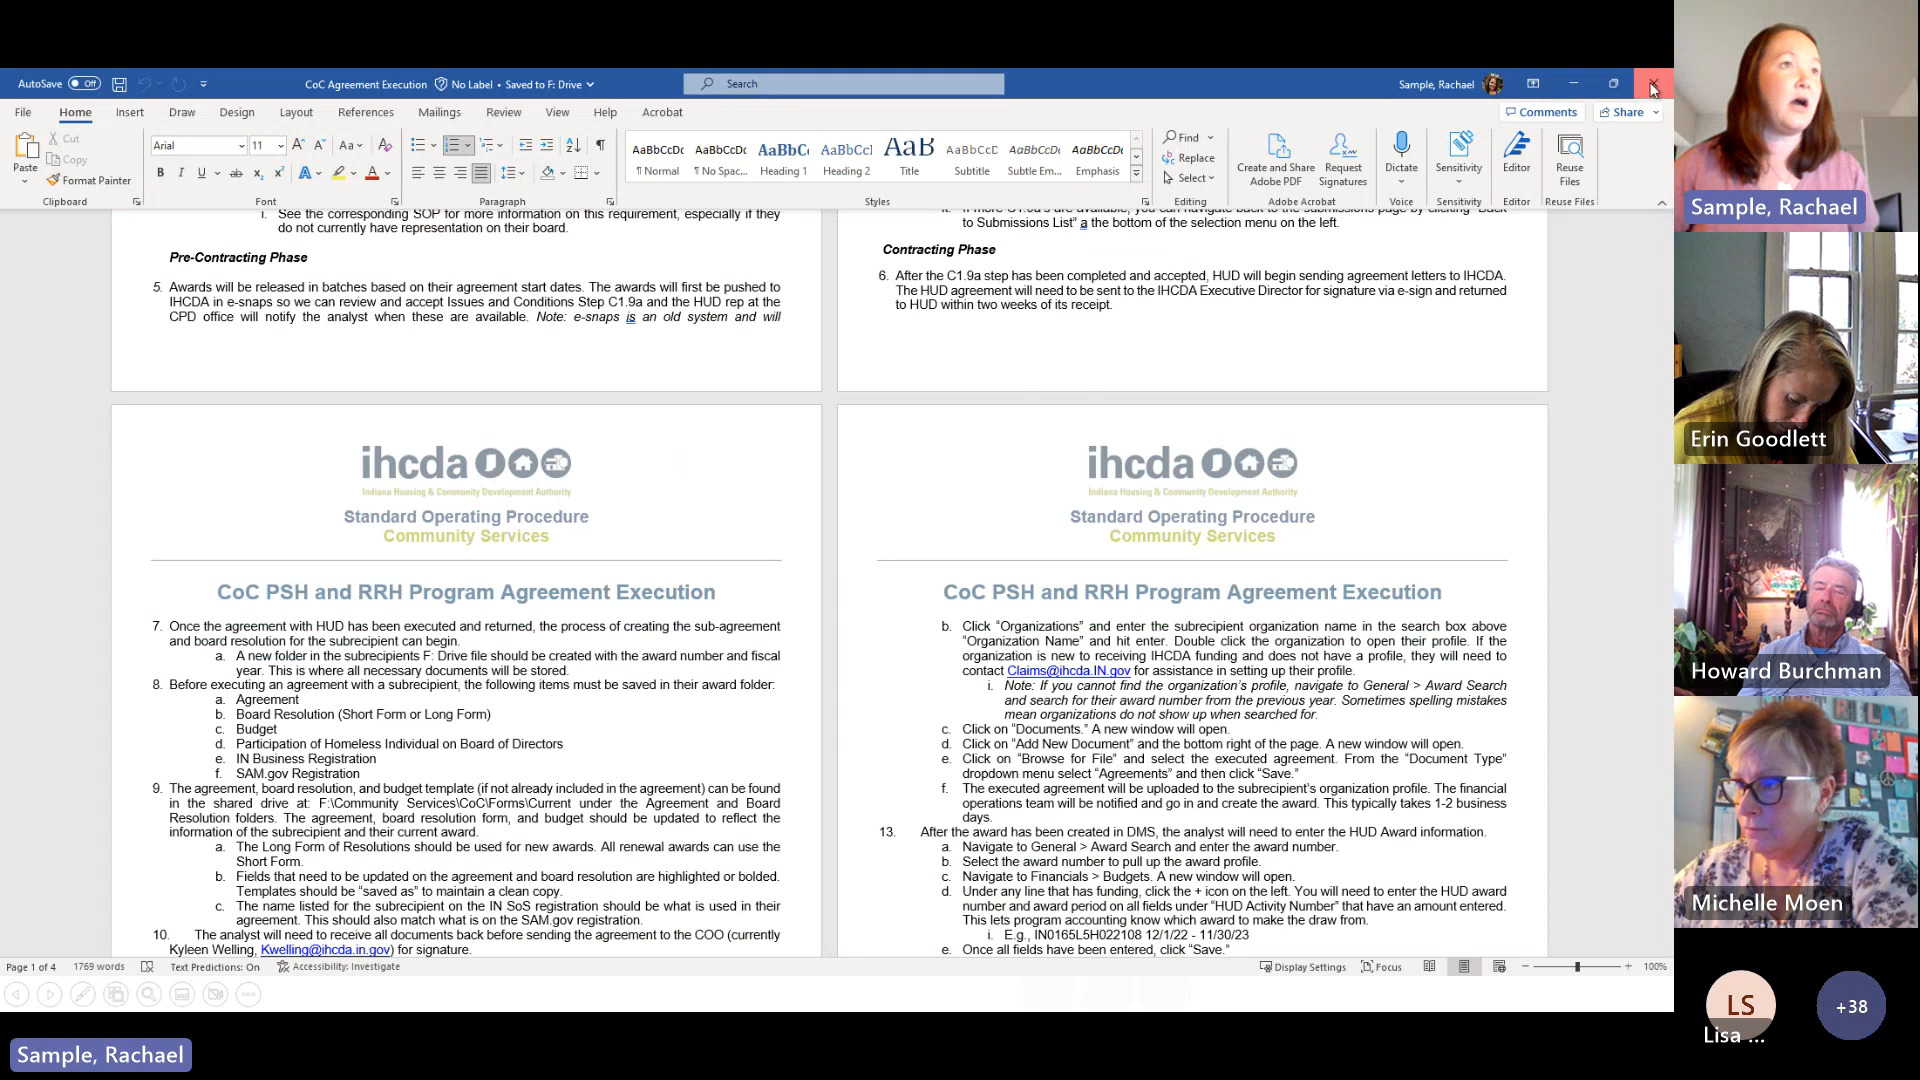 AutoSave Off
CoC Agreement Execution No Label • Saved to F: Drive
Search
Sample, Rachael
File Home Insert Draw Design Layout References Mailings Review View Help Acrobat
Comments Share
Paste
Cut
Copy
Format Painter
Clipboard
Arial 11
Font
Paragraph
AaBbCcDc ¶ Normal
AaBbCcDc ¶ No Spac...
AaBbC Heading 1
AaBbCcI Heading 2
AaB Title
AaBbCcD Subtitle
AaBbCcDt Subtle Em...
AaBbCcDt Emphasis
Styles
Find
Replace
Select
Editing
Create and Share Adobe PDF
Request Signatures
Adobe Acrobat
Dictate
Voice
Sensitivity
Sensitivity
Editor
Editor
Reuse Files
Reuse Files
i. See the corresponding SOP for more information on this requirement, especially if they
do not currently have representation on their board.
Pre-Contracting Phase
5. Awards will be released in batches based on their agreement start dates. The awards will first be pushed to
IHCDA in e-snaps so we can review and accept Issues and Conditions Step C1.9a and the HUD rep at the
CPD office will notify the analyst when these are available. Note: e-snaps is an old system and will
k. If more C1.9a's are available, you can navigate back to the submissions page by clicking "Back
to Submissions List" a the bottom of the selection menu on the left.
Contracting Phase
6. After the C1.9a step has been completed and accepted, HUD will begin sending agreement letters to IHCDA.
The HUD agreement will need to be sent to the IHCDA Executive Director for signature via e-sign and returned
to HUD within two weeks of its receipt.
ihcda
Indiana Housing & Community Development Authority
Standard Operating Procedure
Community Services
CoC PSH and RRH Program Agreement Execution
7. Once the agreement with HUD has been executed and returned, the process of creating the sub-agreement
and board resolution for the subrecipient can begin.
a. A new folder in the subrecipients F: Drive file should be created with the award number and fiscal
year. This is where all necessary documents will be stored.
8. Before executing an agreement with a subrecipient, the following items must be saved in their award folder:
a. Agreement
b. Board Resolution (Short Form or Long Form)
c. Budget
d. Participation of Homeless Individual on Board of Directors
e. IN Business Registration
f. SAM.gov Registration
9. The agreement, board resolution, and budget template (if not already included in the agreement) can be found
in the shared drive at: F:\Community Services\CoC\Forms\Current under the Agreement and Board
Resolution folders. The agreement, board resolution form, and budget should be updated to reflect the
information of the subrecipient and their current award.
a. The Long Form of Resolutions should be used for new awards. All renewal awards can use the
Short Form.
b. Fields that need to be updated on the agreement and board resolution are highlighted or bolded.
Templates should be "saved as" to maintain a clean copy.
c. The name listed for the subrecipient on the IN SoS registration should be what is used in their
agreement. This should also match what is on the SAM.gov registration.
10. The analyst will need to receive all documents back before sending the agreement to the COO (currently
Kyleen Welling, Kwelling@ihcda.in.gov) for signature.
ihcda
Indiana Housing & Community Development Authority
Standard Operating Procedure
Community Services
CoC PSH and RRH Program Agreement Execution
b. Click "Organizations" and enter the subrecipient organization name in the search box above
"Organization Name" and hit enter. Double click the organization to open their profile. If the
organization is new to receiving IHCDA funding and does not have a profile, they will need to
contact Claims@ihcda.IN.gov for assistance in setting up their profile.
i. Note: If you cannot find the organization's profile, navigate to General > Award Search
and search for their award number from the previous year. Sometimes spelling mistakes
mean organizations do not show up when searched for.
c. Click on "Documents." A new window will open.
d. Click on "Add New Document" and the bottom right of the page. A new window will open.
e. Click on "Browse for File" and select the executed agreement. From the "Document Type"
dropdown menu select "Agreements" and then click "Save."
f. The executed agreement will be uploaded to the subrecipient's organization profile. The financial
operations team will be notified and go in and create the award. This typically takes 1-2 business
days.
13. After the award has been created in DMS, the analyst will need to enter the HUD Award information.
a. Navigate to General > Award Search and enter the award number.
b. Select the award number to pull up the award profile.
c. Navigate to Financials > Budgets. A new window will open.
d. Under any line that has funding, click the + icon on the left. You will need to enter the HUD award
number and award period on all fields under "HUD Activity Number" that have an amount entered.
This lets program accounting know which award to make the draw from.
i. E.g., IN0165L5H022108 12/1/22 - 11/30/23
e. Once all fields have been entered, click "Save."
Page 1 of 4 1769 words Text Predictions: On Accessibility: Investigate
Display Settings Focus 100%
Sample, Rachael
Sample, Rachael
Erin Goodlett
Howard Burchman
Michelle Moen
LS
Lisa ...
+38